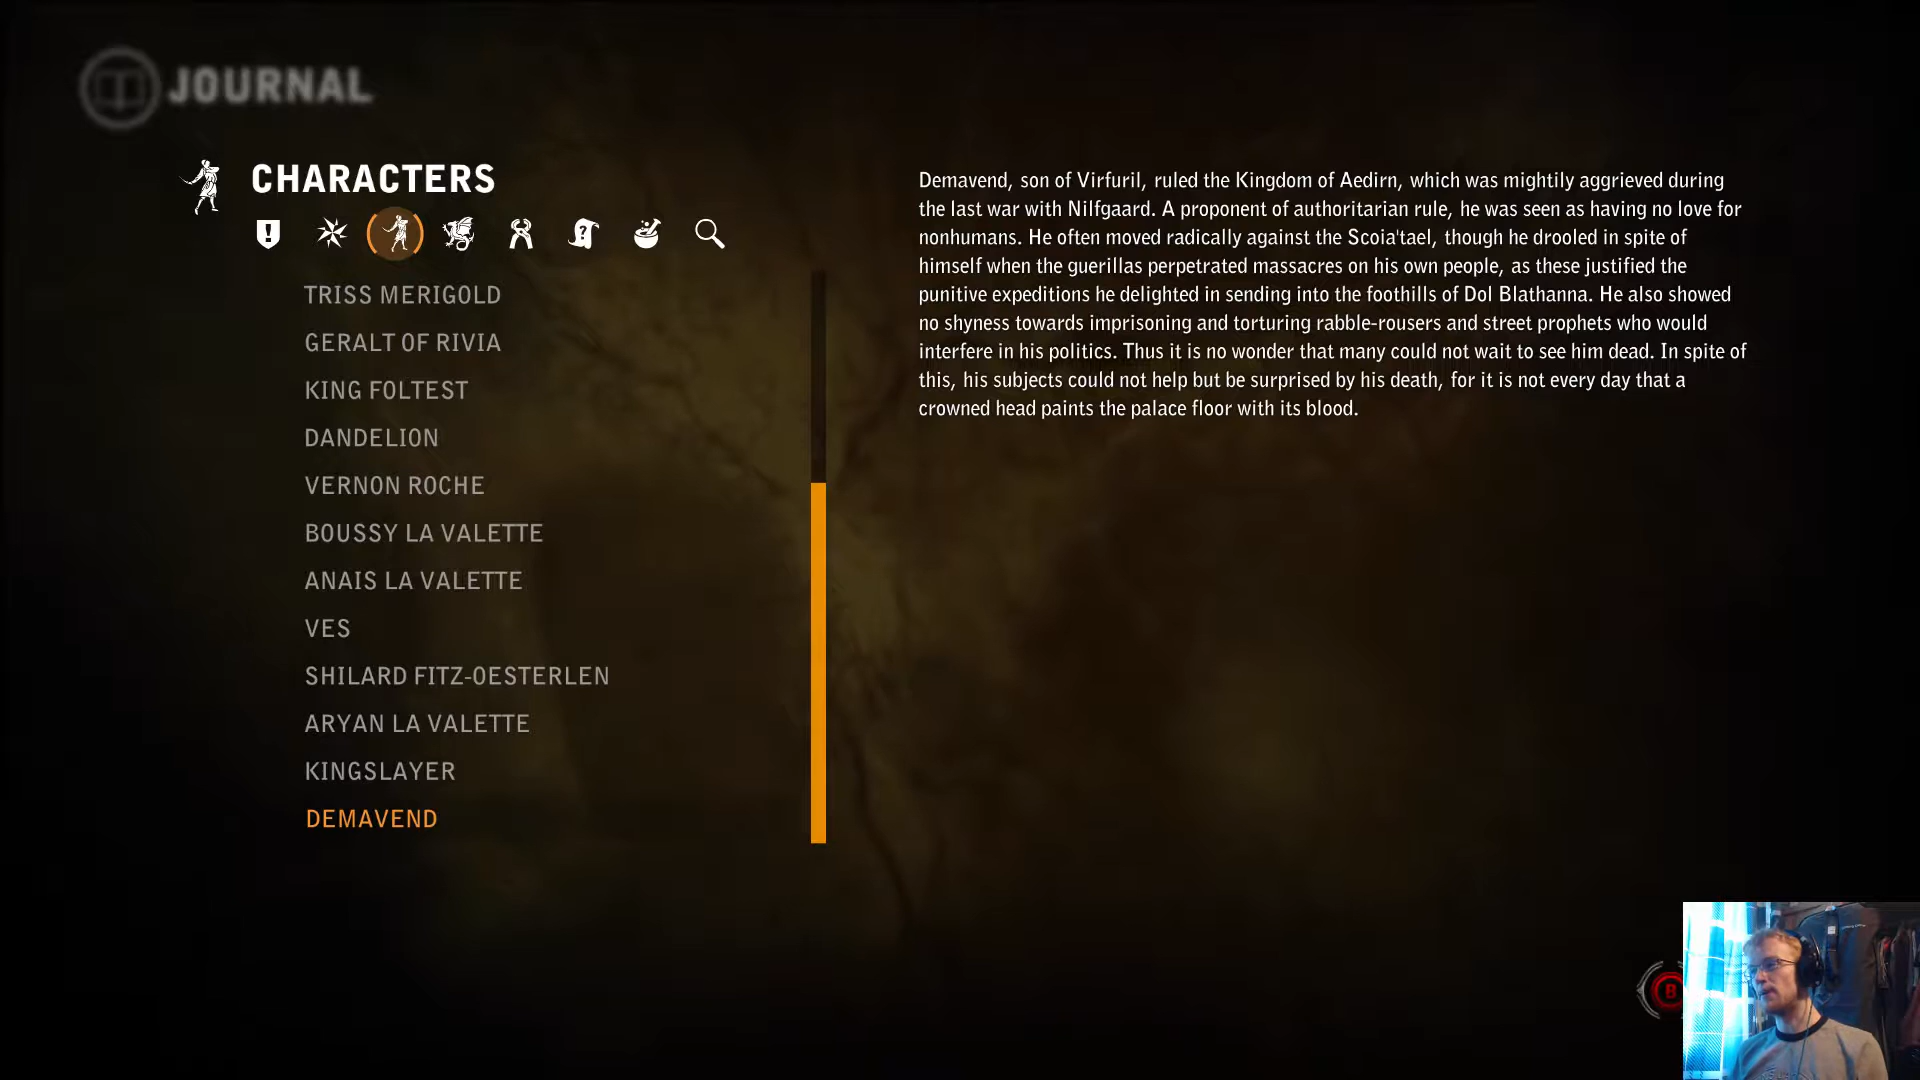 JOURNAL
CHARACTERS
TRISS MERIGOLD
GERALT OF RIVIA
KING FOLTEST
DANDELION
VERNON ROCHE
BOUSSY LA VALETTE
ANAIS LA VALETTE
VES
SHILARD FITZ-OESTERLEN
ARYAN LA VALETTE
KINGSLAYER
DEMAVEND
Demavend, son of Virfuril, ruled the Kingdom of Aedirn, which was mightily aggrieved during
the last war with Nilfgaard. A proponent of authoritarian rule, he was seen as having no love for
nonhumans. He often moved radically against the Scoia'tael, though he drooled in spite of
himself when the guerillas perpetrated massacres on his own people, as these justified the
punitive expeditions he delighted in sending into the foothills of Dol Blathanna. He also showed
no shyness towards imprisoning and torturing rabble-rousers and street prophets who would
interfere in his politics. Thus it is no wonder that many could not wait to see him dead. In spite of
this, his subjects could not help but be surprised by his death, for it is not every day that a
crowned head paints the palace floor with its blood.
B